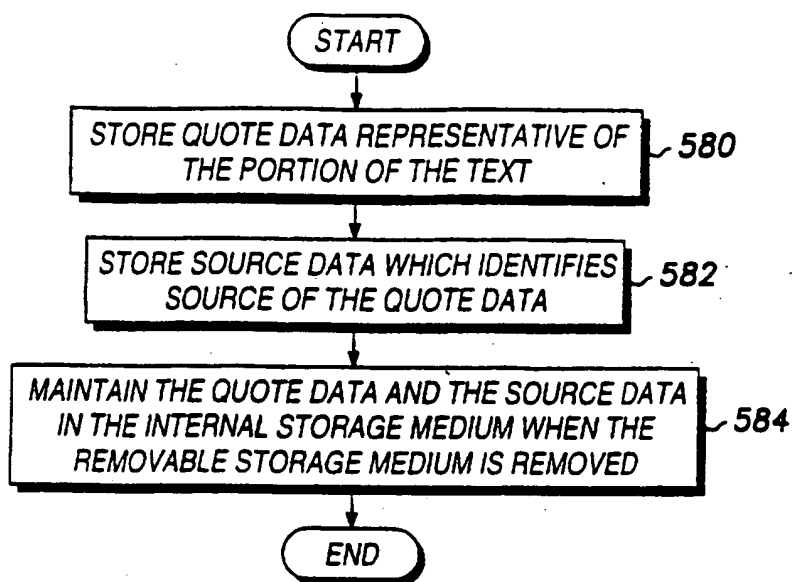 START
STORE QUOTE DATA REPRESENTATIVE OF
THE PORTION OF THE TEXT
580
STORE SOURCE DATA WHICH IDENTIFIES
SOURCE OF THE QUOTE DATA
582
MAINTAIN THE QUOTE DATA AND THE SOURCE DATA
IN THE INTERNAL STORAGE MEDIUM WHEN THE
REMOVABLE STORAGE MEDIUM IS REMOVED
584
END